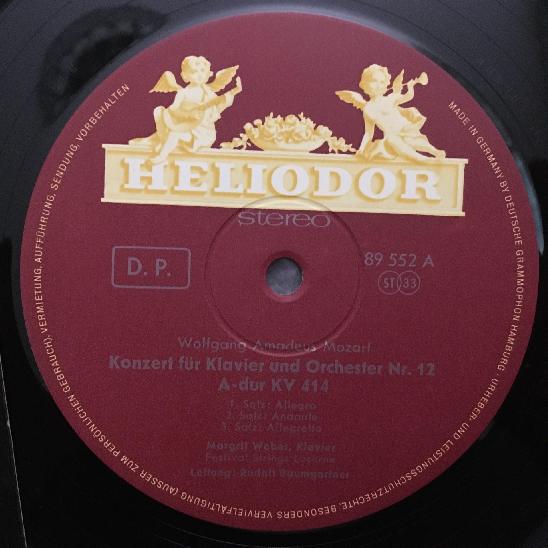 HELIODOR
stereo
D. P.
89 552 A
ST 33
Wolfgang Amadeus Mozart
Konzert für Klavier und Orchester Nr. 12
A-dur KV 414
1. Satz: Allegro
2. Satz: Andante
3. Satz: Allegretto
Margrit Weber, Klavier
Festival Strings Lucerne
Leitung: Rudolf Baumgartner
MADE IN GERMANY BY DEUTSCHE GRAMMOPHON HAMBURG. URHEBER- UND LEISTUNGSSCHUTZRECHTE, BESONDERS VERVIELFÄLTIGUNG (AUSSER ZUM PERSÖNLICHEN GEBRAUCH), VERMIETUNG, AUFFÜHRUNG, SENDUNG, VORBEHALTEN